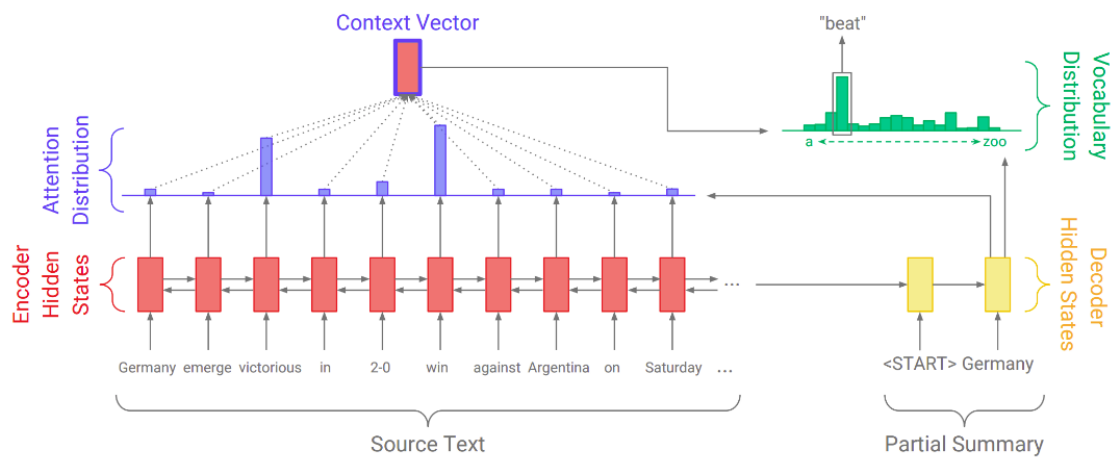 Context Vector
"beat"
Vocabulary
Distribution
a
zoo
Attention
Distribution
Encoder
Hidden
States
Decoder
Hidden States
...
Germany emerge victorious in 2-0 win against Argentina on Saturday ...
<START> Germany
Source Text
Partial Summary